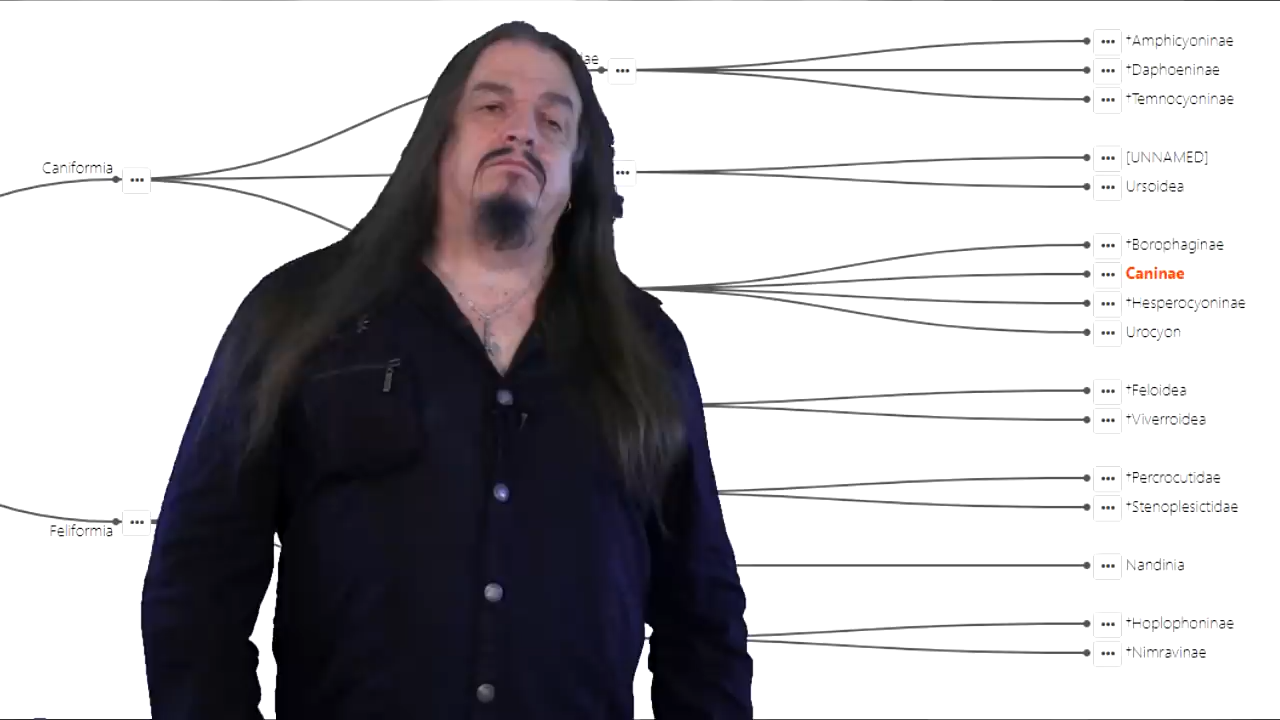 †Amphicyoninae
†Daphoeninae
†Temnocyoninae
Caniformia
[UNNAMED]
Ursoidea
†Borophaginae
Caninae
†Hesperocyoninae
Urocyon
†Feloidea
†Viverroidea
†Percrocutidae
†Stenoplesictidae
Feliformia
Nandinia
†Hoplophoninae
†Nimravinae